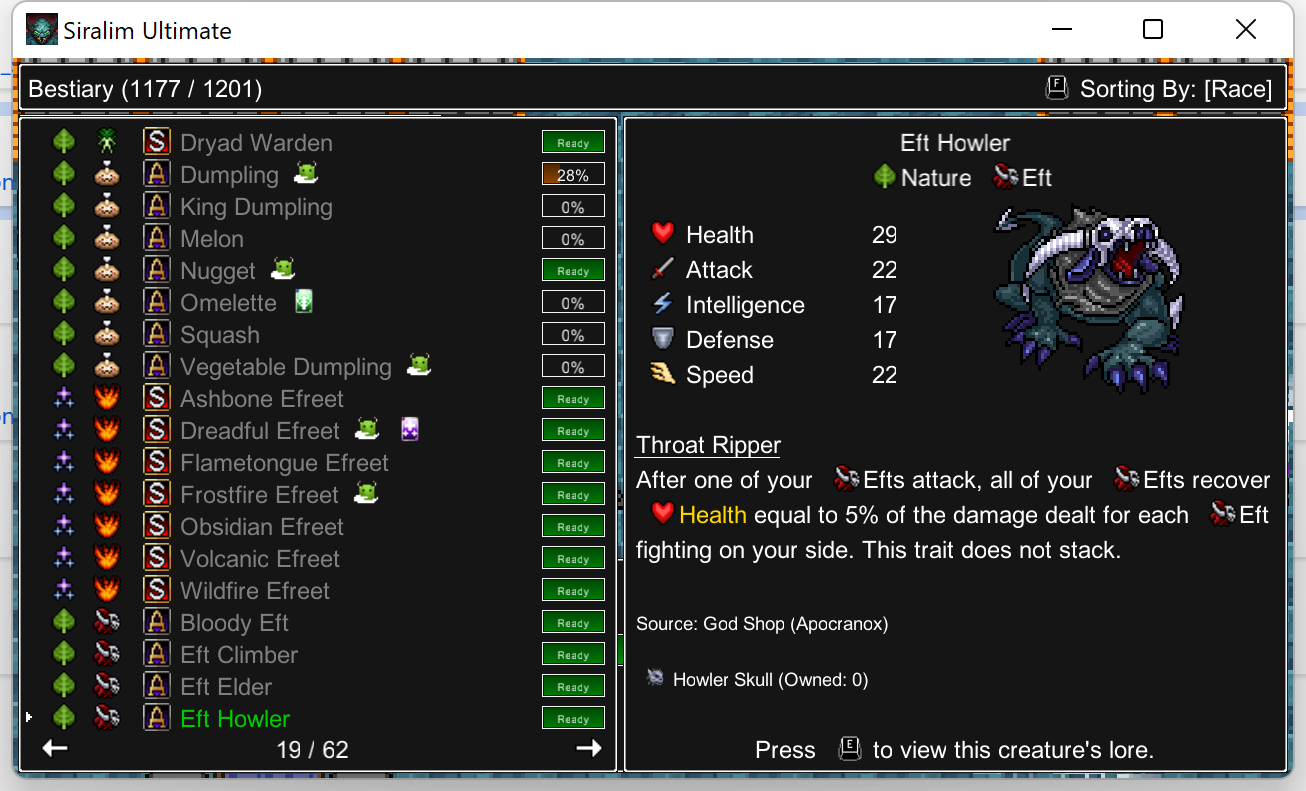 Siralim Ultimate
Bestiary (1177 / 1201)
F Sorting By: [Race]
S Dryad Warden Ready
A Dumpling 28%
A King Dumpling 0%
A Melon 0%
A Nugget Ready
A Omelette 0%
A Squash 0%
A Vegetable Dumpling 0%
S Ashbone Efreet Ready
S Dreadful Efreet Ready
S Flametongue Efreet Ready
S Frostfire Efreet Ready
S Obsidian Efreet Ready
S Volcanic Efreet Ready
S Wildfire Efreet Ready
A Bloody Eft Ready
A Eft Climber Ready
A Eft Elder Ready
A Eft Howler Ready
19 / 62
Eft Howler
Nature Eft
Health 29
Attack 22
Intelligence 17
Defense 17
Speed 22
Throat Ripper
After one of your Efts attack, all of your Efts recover
Health equal to 5% of the damage dealt for each Eft
fighting on your side. This trait does not stack.
Source: God Shop (Apocranox)
Howler Skull (Owned: 0)
Press E to view this creature's lore.